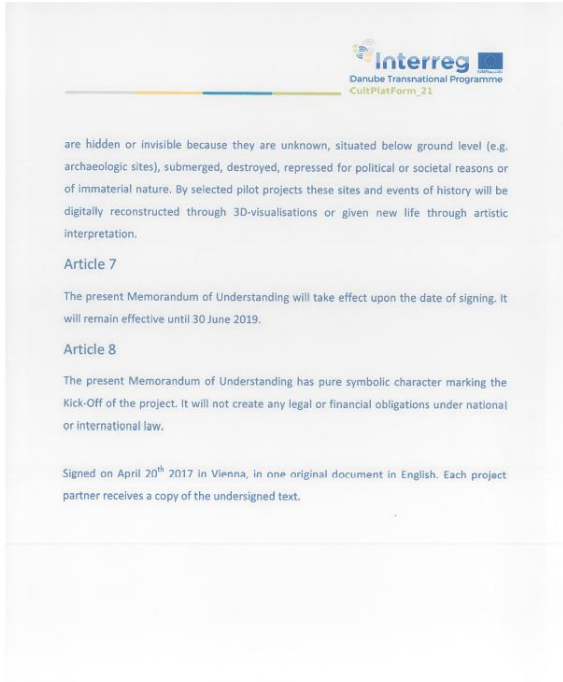 Interreg
Danube Transnational Programme
CultPlatForm_21
are hidden or invisible because they are unknown, situated below ground level (e.g.
archaeologic sites), submerged, destroyed, repressed for political or societal reasons or
of immaterial nature. By selected pilot projects these sites and events of history will be
digitally reconstructed through 3D-visualisations or given new life through artistic
interpretation.
Article 7
The present Memorandum of Understanding will take effect upon the date of signing. It
will remain effective until 30 June 2019.
Article 8
The present Memorandum of Understanding has pure symbolic character marking the
Kick-Off of the project. It will not create any legal or financial obligations under national
or international law.
Signed on April 20th 2017 in Vienna, in one original document in English. Each project
partner receives a copy of the undersigned text.